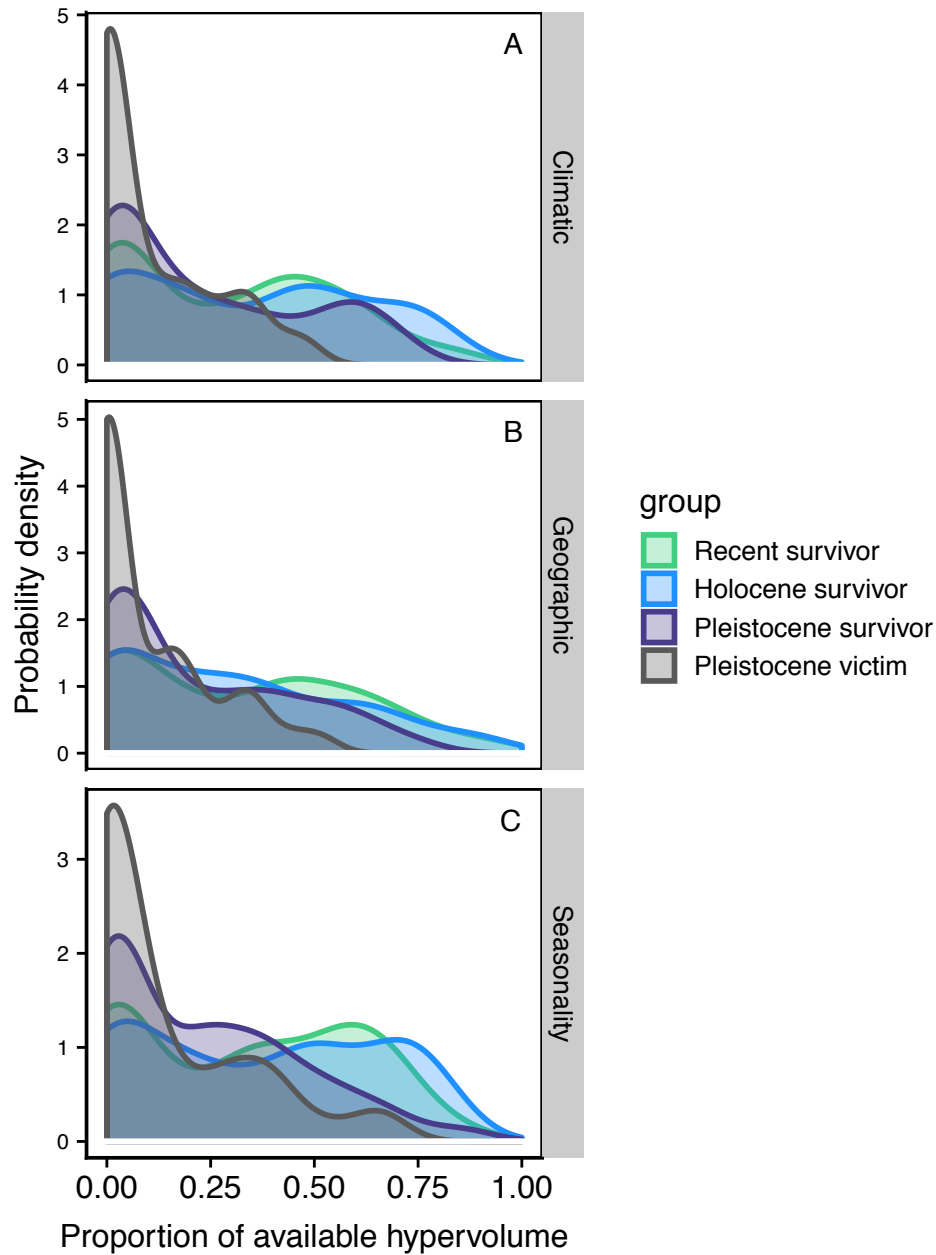 5
4
3
2
1
0
A
Climatic
5
4
3
2
1
0
B
Geographic
3
2
1
0
C
Seasonality
0.00 0.25 0.50 0.75 1.00
Proportion of available hypervolume
Probability density
group
Recent survivor
Holocene survivor
Pleistocene survivor
Pleistocene victim